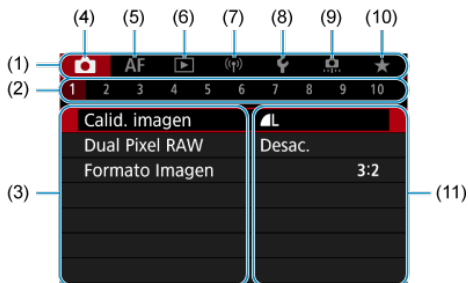 (4) (5) (6) (7) (8) (9) (10)
(1) AF
(2) 1 2 3 4 5 6 7 8 9 10
Calid. imagen L
Dual Pixel RAW Desac.
Formato Imagen 3:2
(3) (11)